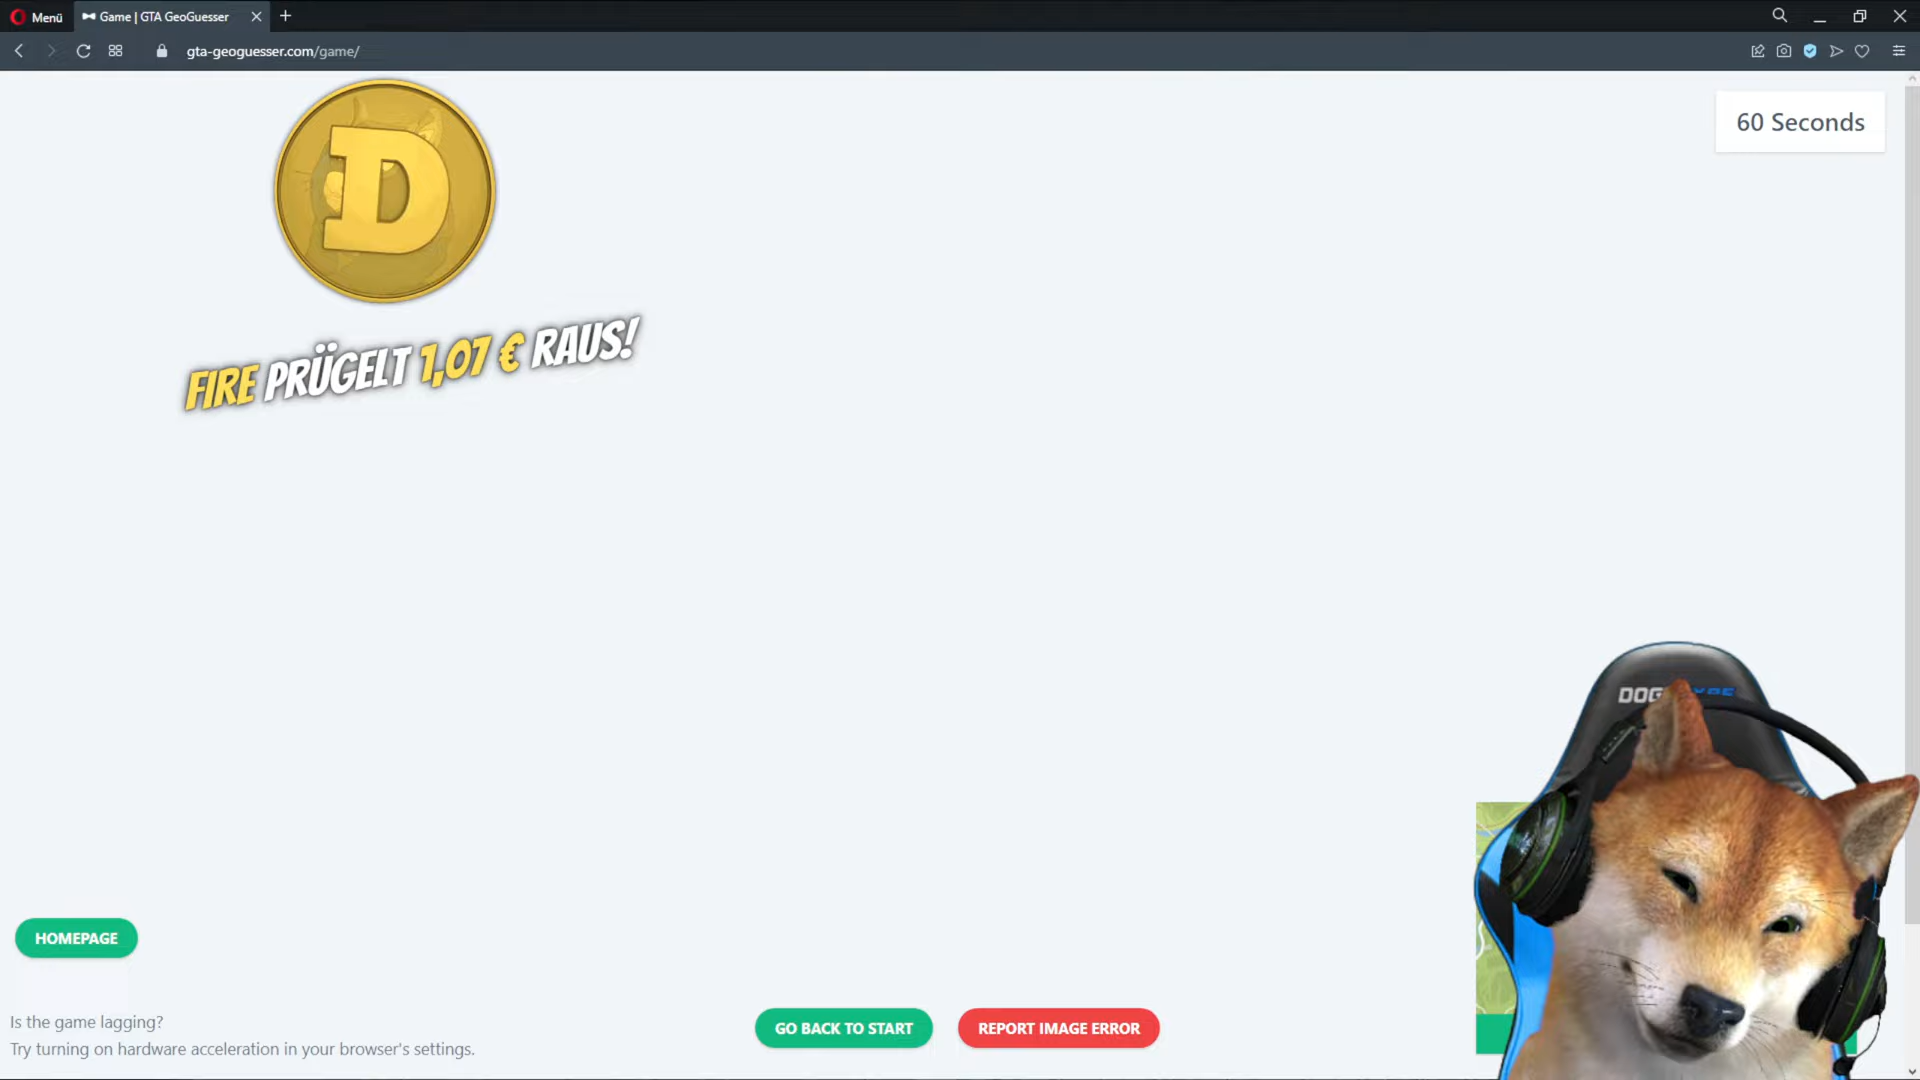 Menü
Game | GTA GeoGuesser
gta-geoguesser.com/game/
60 Seconds
D
FIRE PRÜGELT 1,07 € RAUS!
HOMEPAGE
Is the game lagging?
Try turning on hardware acceleration in your browser's settings.
GO BACK TO START
REPORT IMAGE ERROR